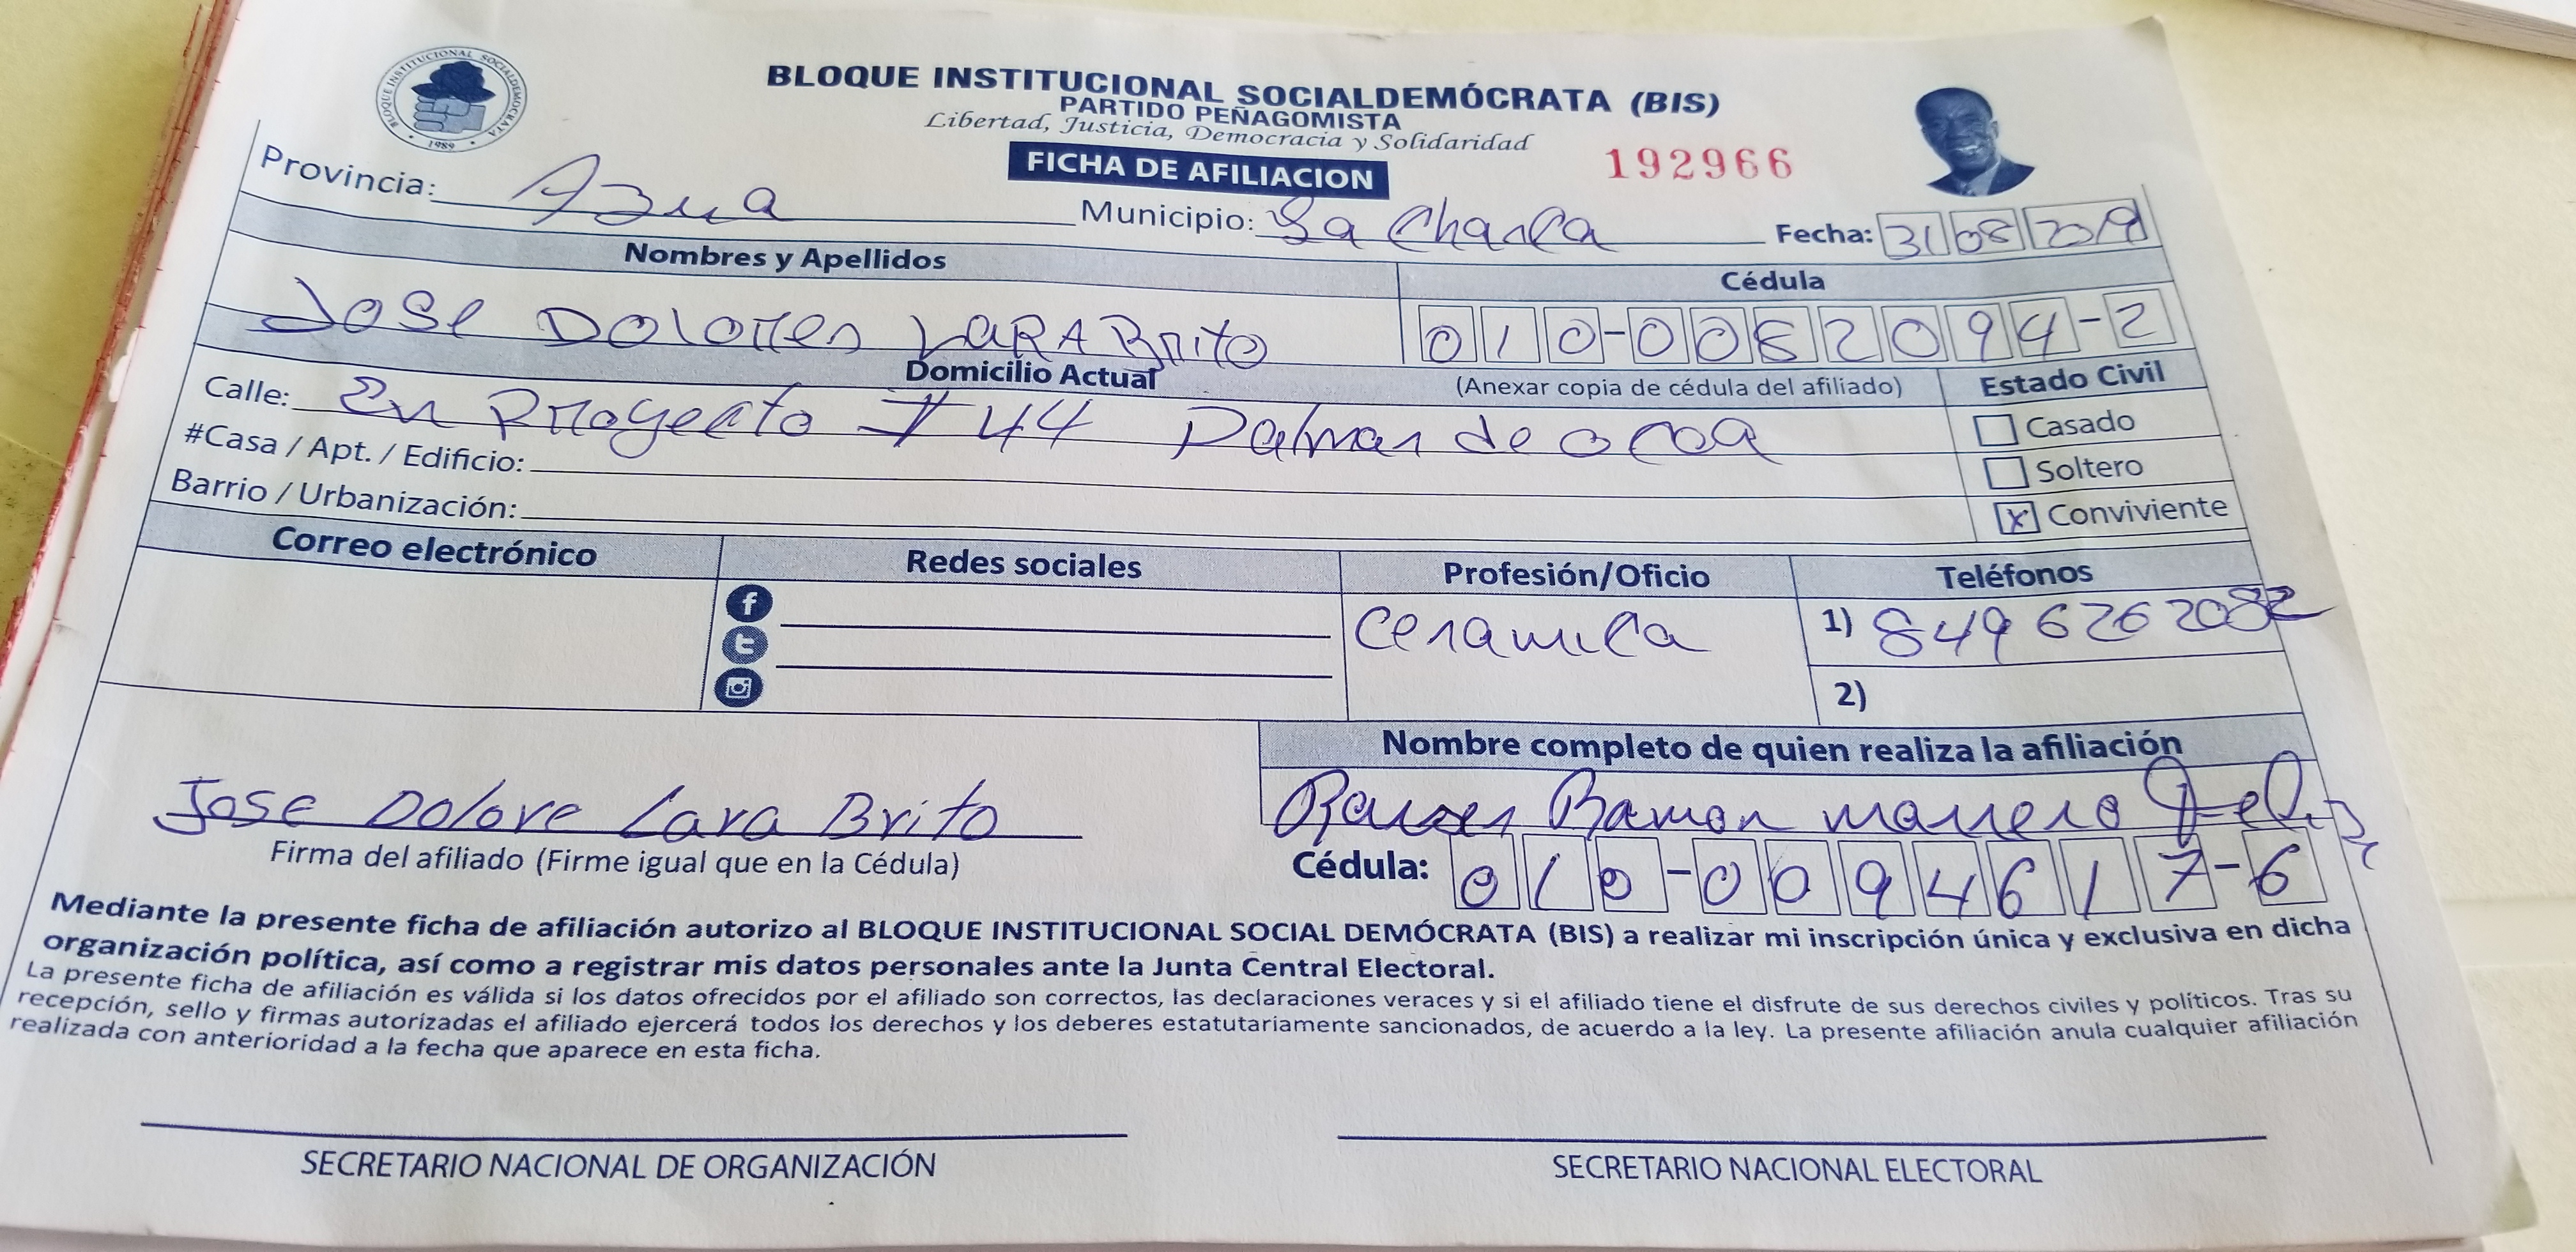 BLOQUE INSTITUCIONAL SOCIALDEMOCRATA
1989
BLOQUE INSTITUCIONAL SOCIALDEMÓCRATA (BIS)
PARTIDO PEÑAGOMISTA
Libertad, Justicia, Democracia y Solidaridad
FICHA DE AFILIACION
192966
Provincia: Azua Municipio: La Charca Fecha: 31 08 2019
Nombres y Apellidos Cédula
JOSE DOLORES LARA Brito 010-0082094-2
Domicilio Actual (Anexar copia de cédula del afiliado) Estado Civil
Calle: En Proyecto # 44 Palmar de ocoa
Casado
#Casa / Apt. / Edificio:
Soltero
Barrio / Urbanización:
x Conviviente
Correo electrónico Redes sociales Profesión/Oficio Teléfonos
Ceramica 1) 849 626 2082
2)
Nombre completo de quien realiza la afiliación
Jose Dolore Lara Brito Ramon marrero Feliz
Firma del afiliado (Firme igual que en la Cédula) Cédula: 010-0094617-6
Mediante la presente ficha de afiliación autorizo al BLOQUE INSTITUCIONAL SOCIAL DEMÓCRATA (BIS) a realizar mi inscripción única y exclusiva en dicha
organización política, así como a registrar mis datos personales ante la Junta Central Electoral.
La presente ficha de afiliación es válida si los datos ofrecidos por el afiliado son correctos, las declaraciones veraces y si el afiliado tiene el disfrute de sus derechos civiles y políticos. Tras su
recepción, sello y firmas autorizadas el afiliado ejercerá todos los derechos y los deberes estatutariamente sancionados, de acuerdo a la ley. La presente afiliación anula cualquier afiliación
realizada con anterioridad a la fecha que aparece en esta ficha.
SECRETARIO NACIONAL DE ORGANIZACIÓN SECRETARIO NACIONAL ELECTORAL